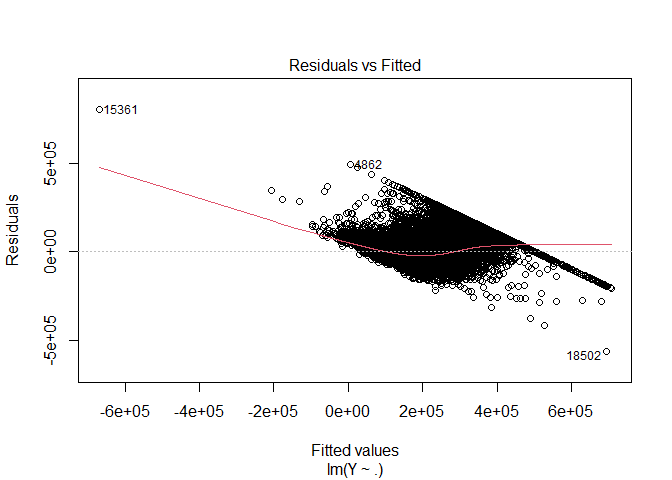 Residuals vs Fitted
15361
4862
18502
Residuals
5e+05
0e+00
-5e+05
-6e+05 -4e+05 -2e+05 0e+00 2e+05 4e+05 6e+05
Fitted values
lm(Y ~ .)